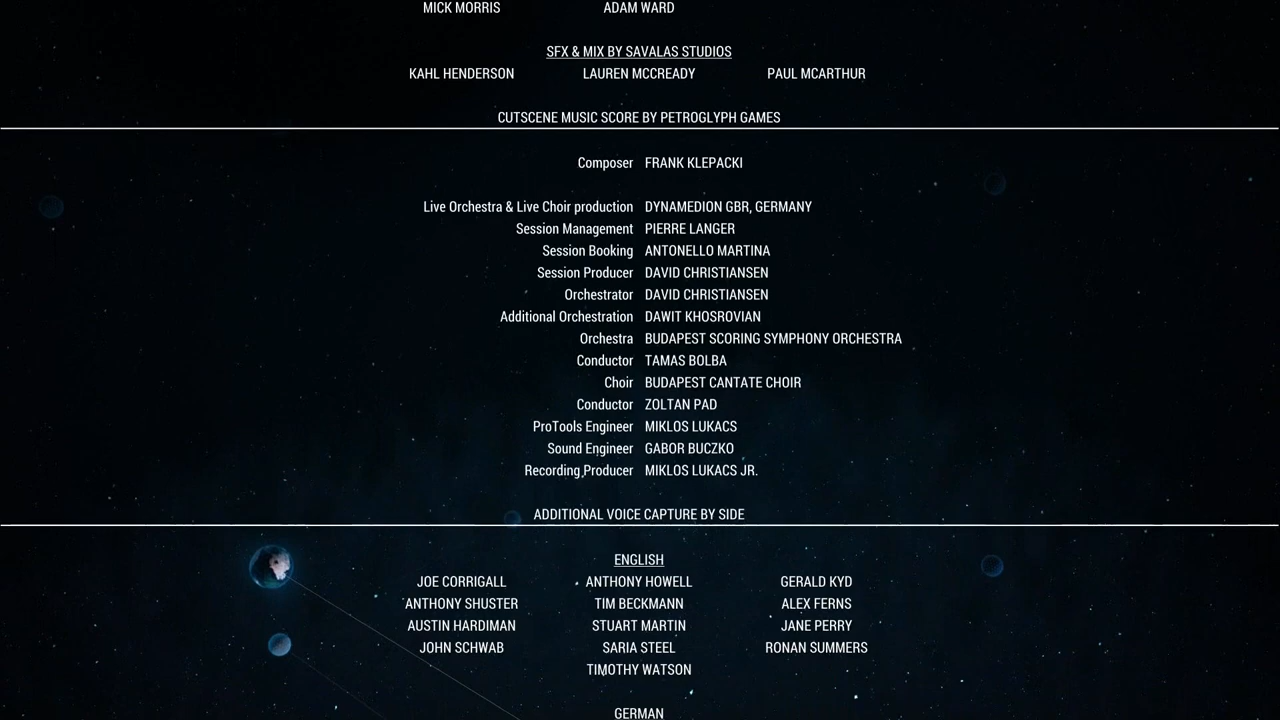 MICK MORRIS ADAM WARD
SFX & MIX BY SAVALAS STUDIOS
KAHL HENDERSON LAUREN MCCREADY PAUL MCARTHUR
CUTSCENE MUSIC SCORE BY PETROGLYPH GAMES
Composer FRANK KLEPACKI
Live Orchestra & Live Choir production DYNAMEDION GBR, GERMANY
Session Management PIERRE LANGER
Session Booking ANTONELLO MARTINA
Session Producer DAVID CHRISTIANSEN
Orchestrator DAVID CHRISTIANSEN
Additional Orchestration DAWIT KHOSROVIAN
Orchestra BUDAPEST SCORING SYMPHONY ORCHESTRA
Conductor TAMAS BOLBA
Choir BUDAPEST CANTATE CHOIR
Conductor ZOLTAN PAD
ProTools Engineer MIKLOS LUKACS
Sound Engineer GABOR BUCZKO
Recording Producer MIKLOS LUKACS JR.
ADDITIONAL VOICE CAPTURE BY SIDE
ENGLISH
JOE CORRIGALL ANTHONY HOWELL GERALD KYD
ANTHONY SHUSTER TIM BECKMANN ALEX FERNS
AUSTIN HARDIMAN STUART MARTIN JANE PERRY
JOHN SCHWAB SARIA STEEL RONAN SUMMERS
TIMOTHY WATSON
GERMAN